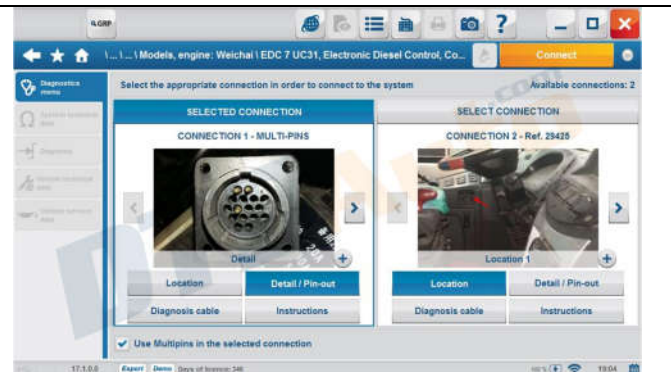 GRP
?
\ ... \ ... \ Models, engine: Weichai \ EDC 7 UC31, Electronic Diesel Control, Co...
Connect
Diagnostics menu
Select the appropriate connection in order to connect to the system
Available connections: 2
SELECTED CONNECTION
SELECT CONNECTION
CONNECTION 1 - MULTI-PINS
CONNECTION 2 - Ref. 29425
Detail
Location 1
Location
Detail / Pin-out
Location
Detail / Pin-out
Diagnosis cable
Instructions
Diagnosis cable
Instructions
Use Multipins in the selected connection
17.1.0.0
Expert
Demo
Days of licence: 346
19:04